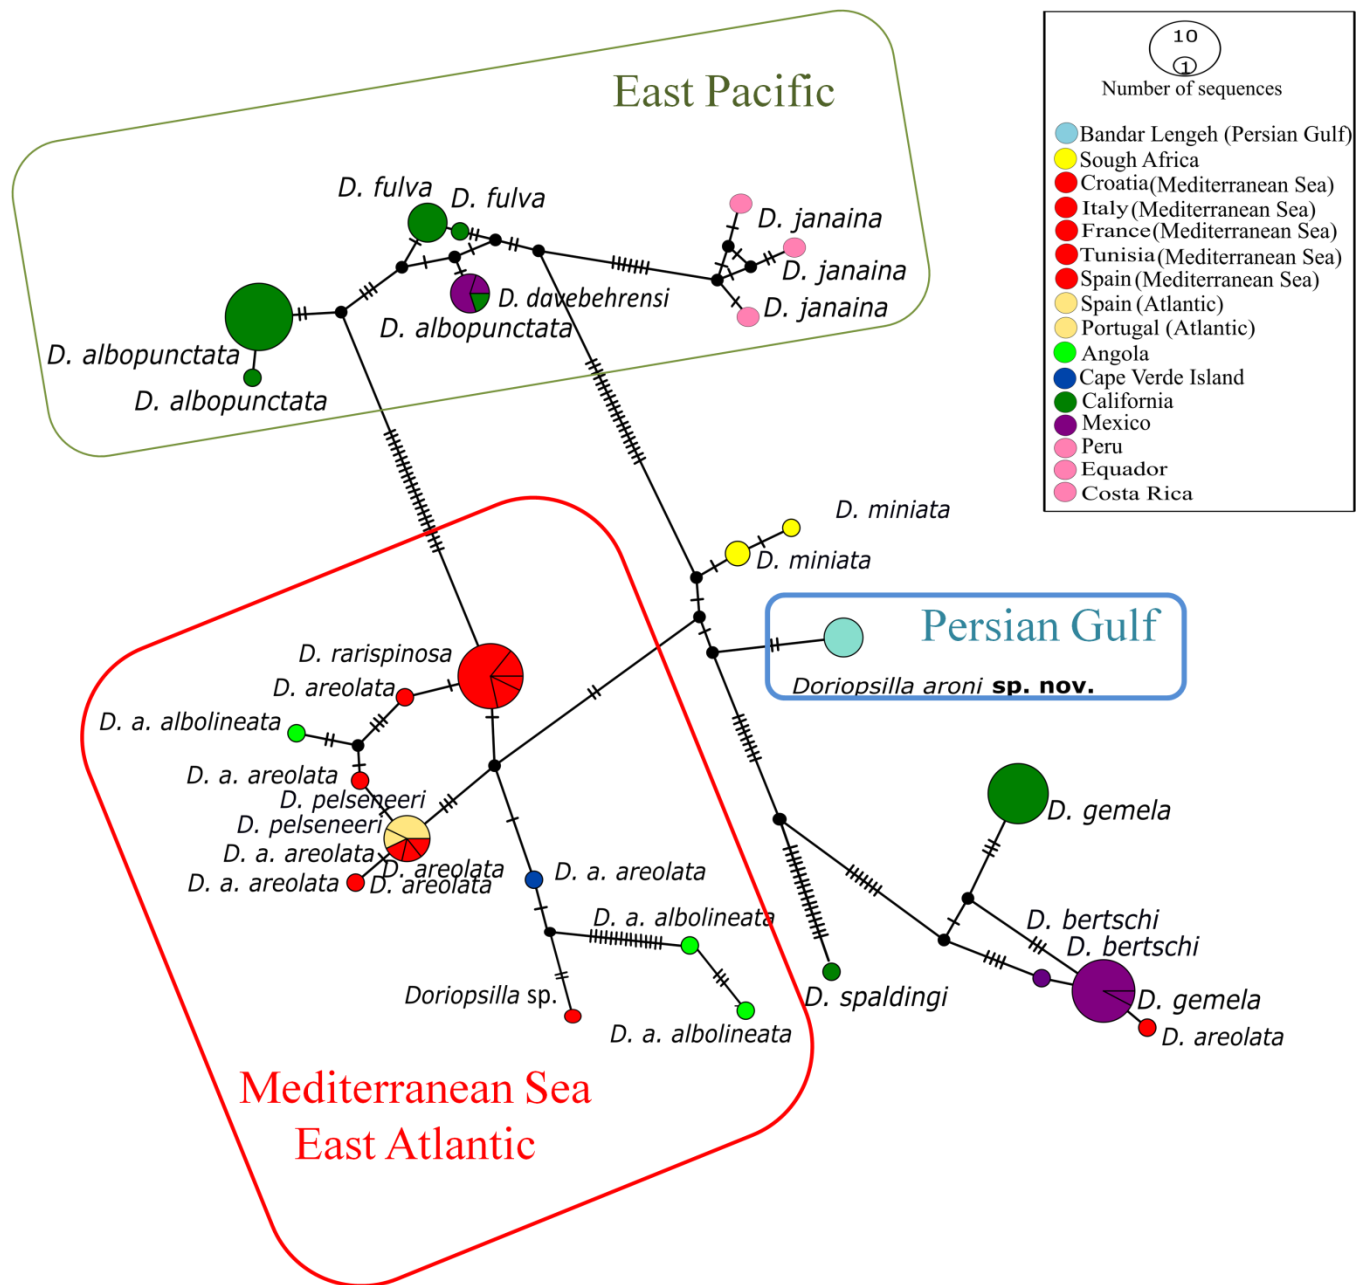 East Pacific
D. fulva
D. fulva
D. janaina
D. janaina
D. janaina
D. davebehrensi
D. albopunctata
D. albopunctata
D. albopunctata
10
1
Number of sequences
Bandar Lengeh (Persian Gulf)
Sough Africa
Croatia (Mediterranean Sea)
Italy (Mediterranean Sea)
France (Mediterranean Sea)
Tunisia (Mediterranean Sea)
Spain (Mediterranean Sea)
Spain (Atlantic)
Portugal (Atlantic)
Angola
Cape Verde Island
California
Mexico
Peru
Equador
Costa Rica
D. miniata
D. miniata
Persian Gulf
Doriopsilla aroni sp. nov.
D. rarispinosa
D. areolata
D. a. albolineata
D. a. areolata
D. pelseneeri
D. pelseneeri
D. a. areolata
D. areolata
D. a. areolata
D. areolata
D. a. areolata
D. a. albolineata
Doriopsilla sp.
D. a. albolineata
D. spaldingi
D. gemela
D. bertschi
D. bertschi
D. gemela
D. areolata
Mediterranean Sea
East Atlantic